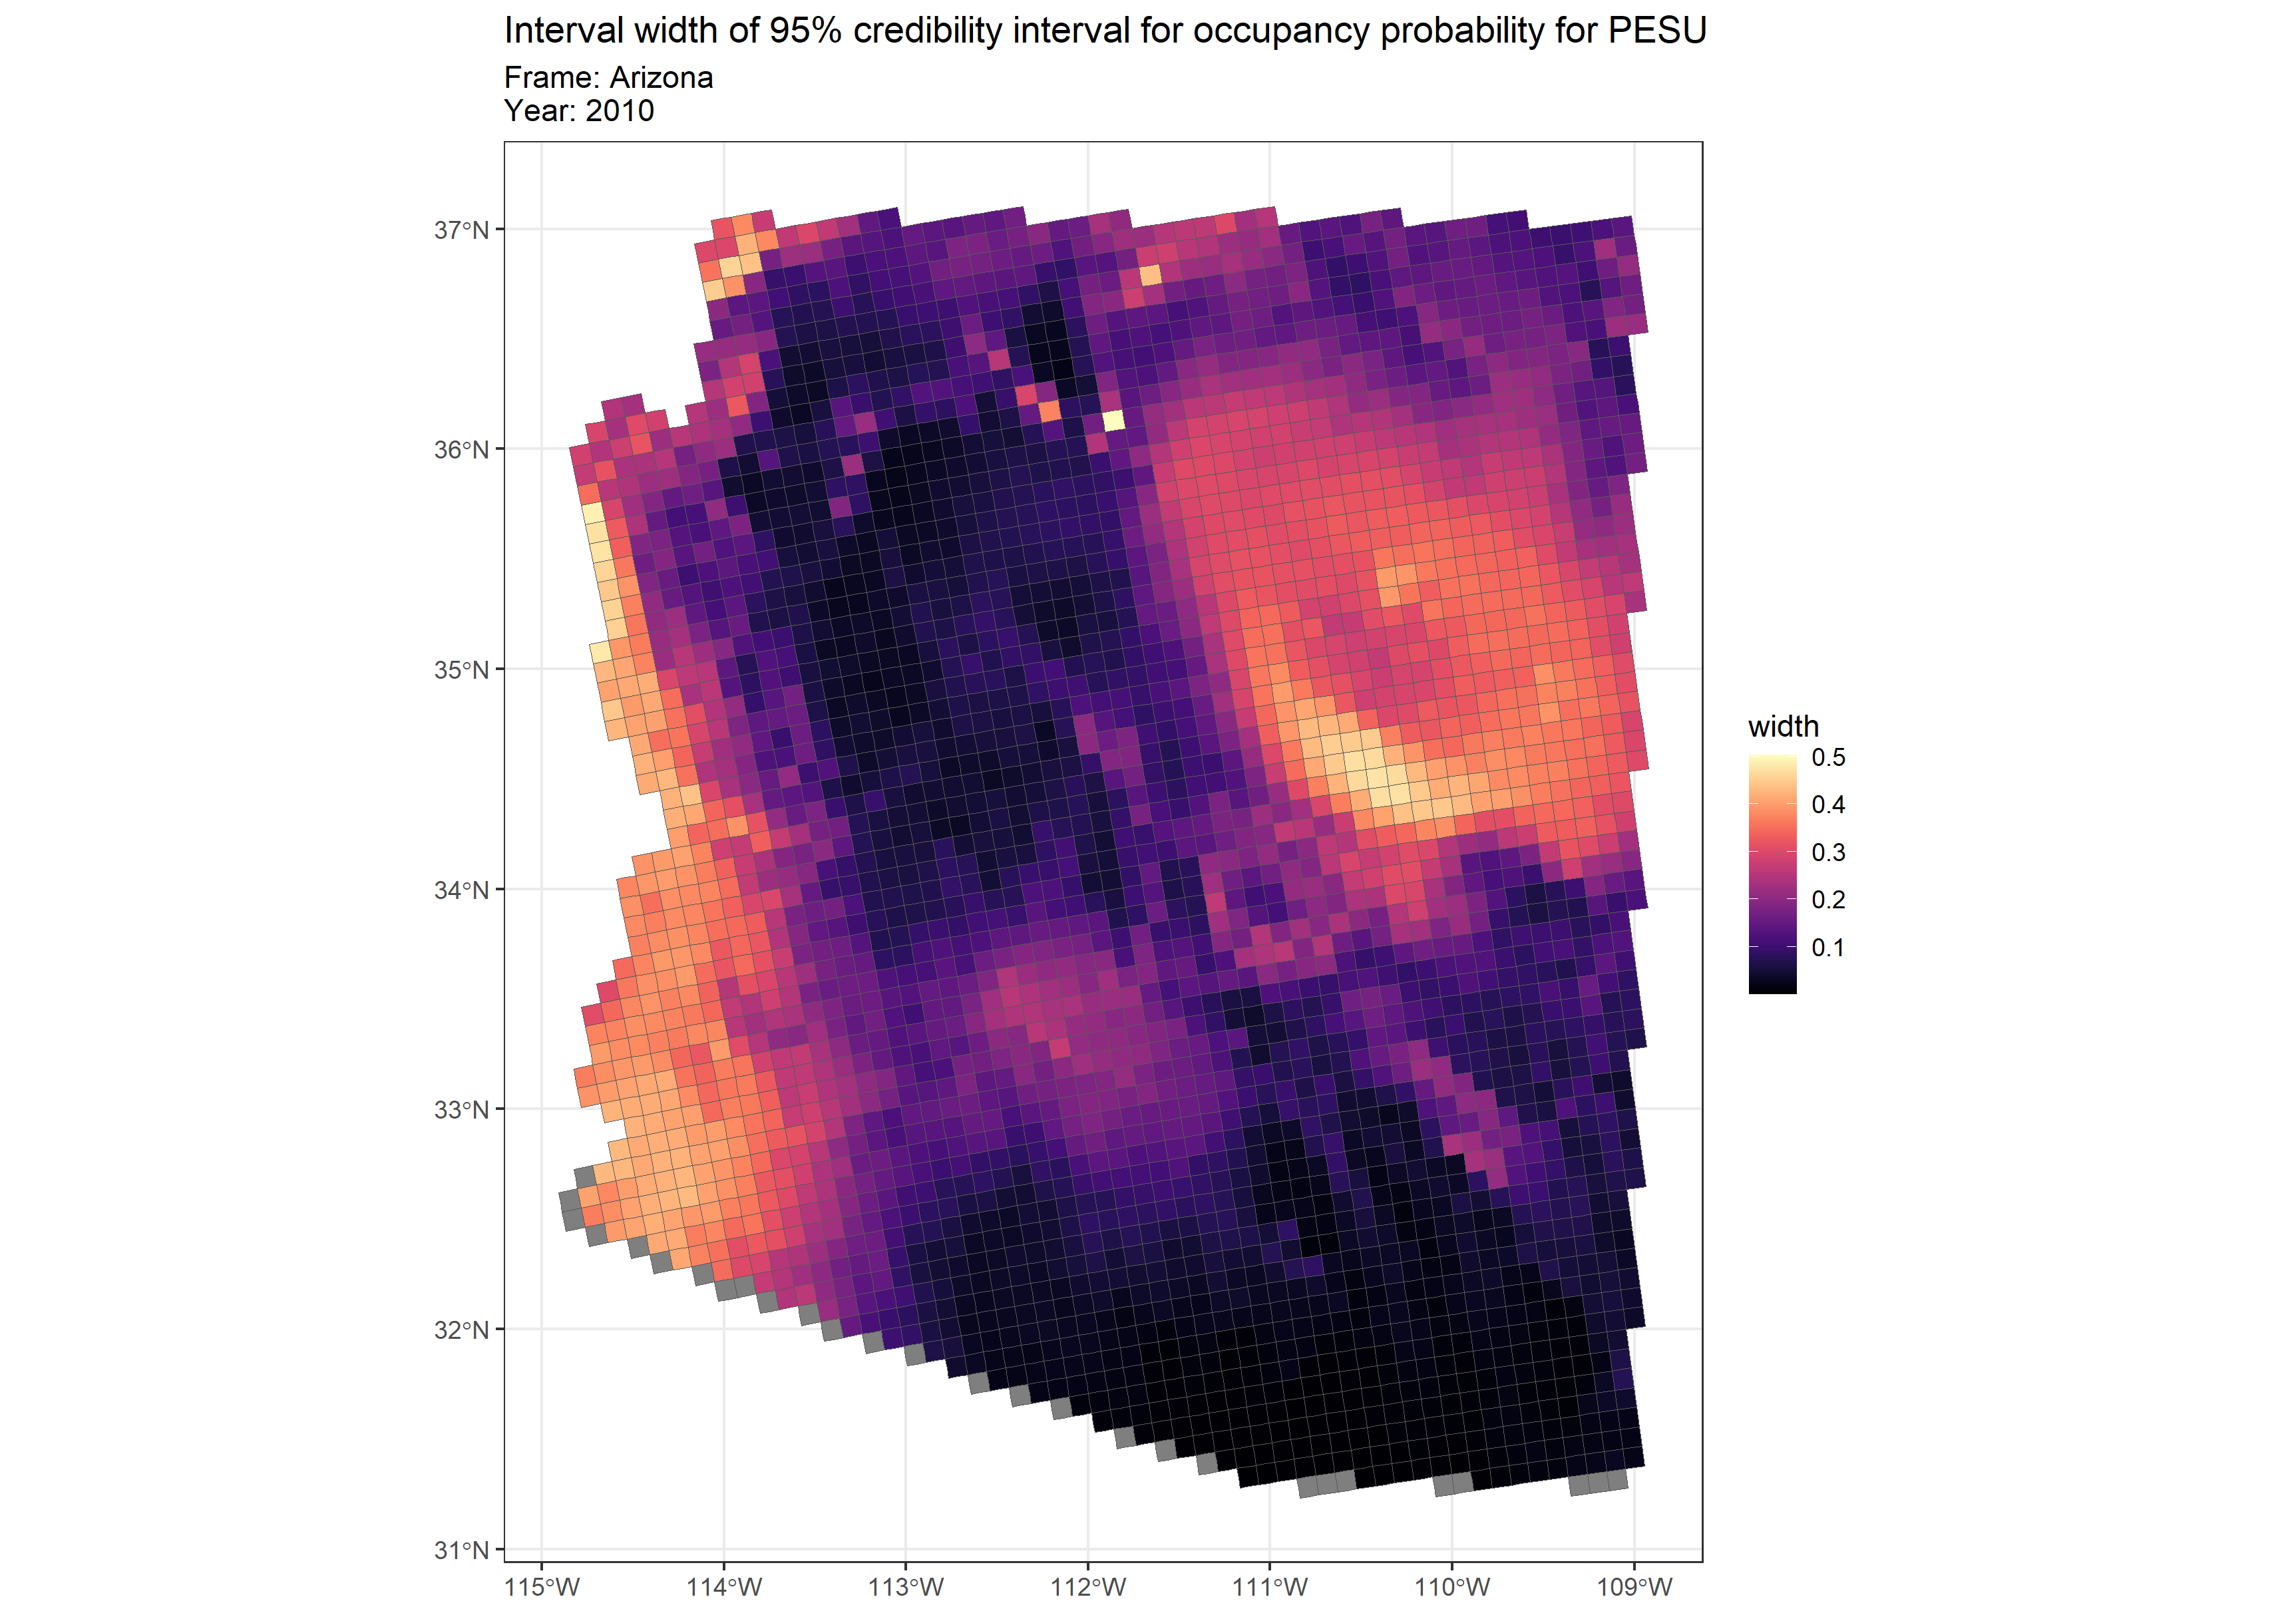 Interval width of 95% credibility interval for occupancy probability for PESU
Frame: Arizona
Year: 2010
37°N
36°N
35°N
34°N
33°N
32°N
31°N
115°W
114°W
113°W
112°W
111°W
110°W
109°W
width
0.5
0.4
0.3
0.2
0.1